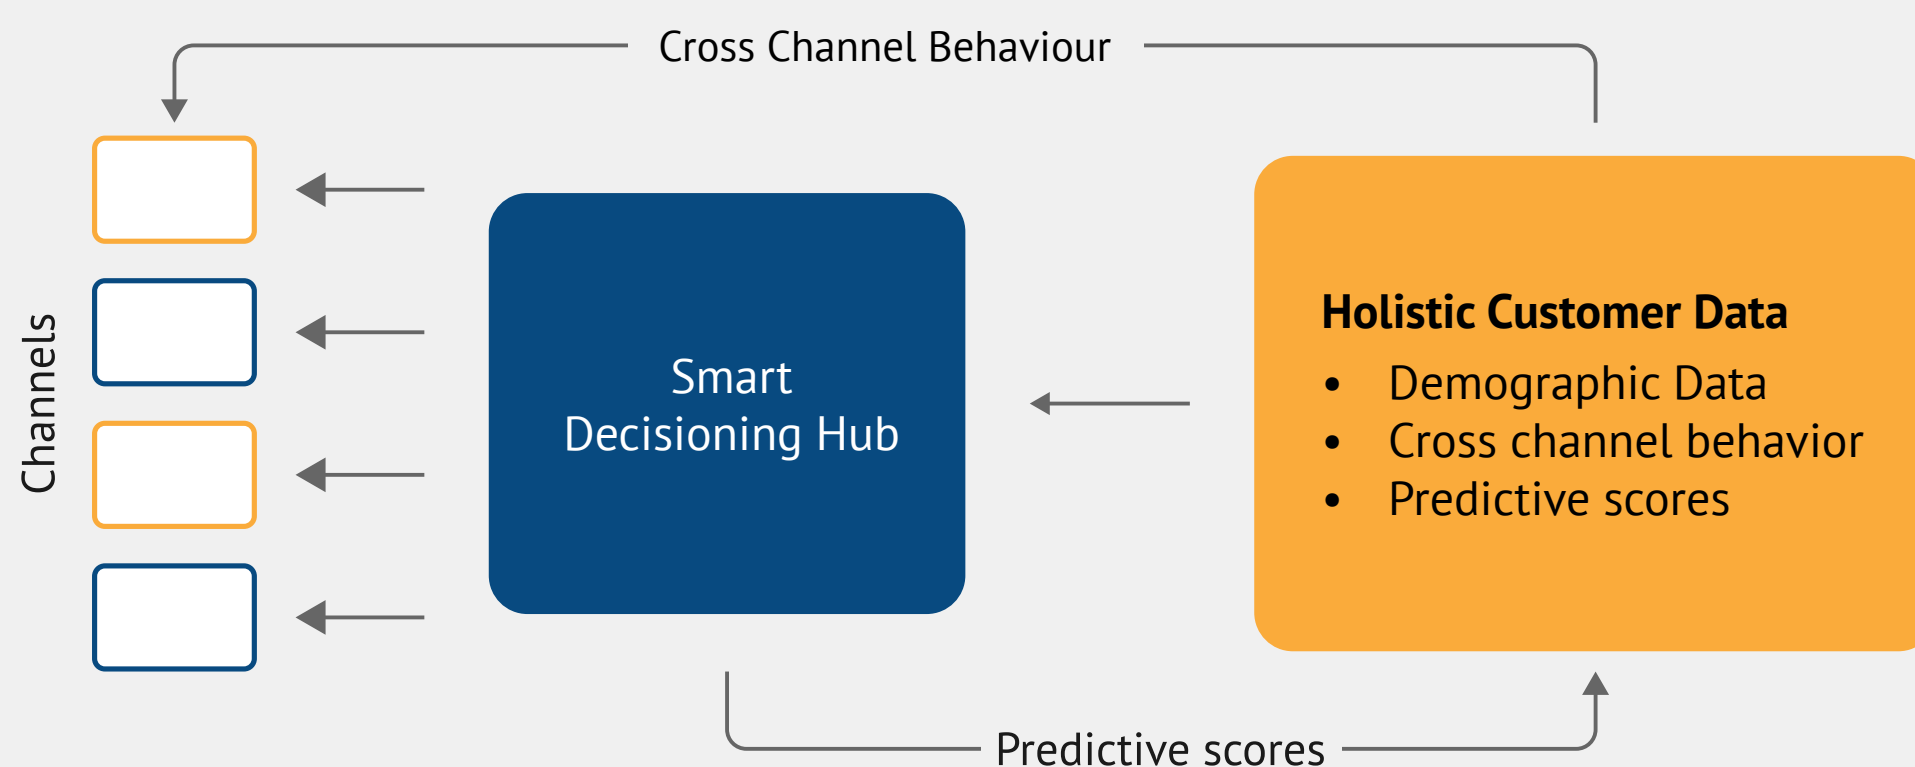 Cross Channel Behaviour
Channels
Smart
Decisioning Hub
Holistic Customer Data
• Demographic Data
• Cross channel behavior
• Predictive scores
Predictive scores